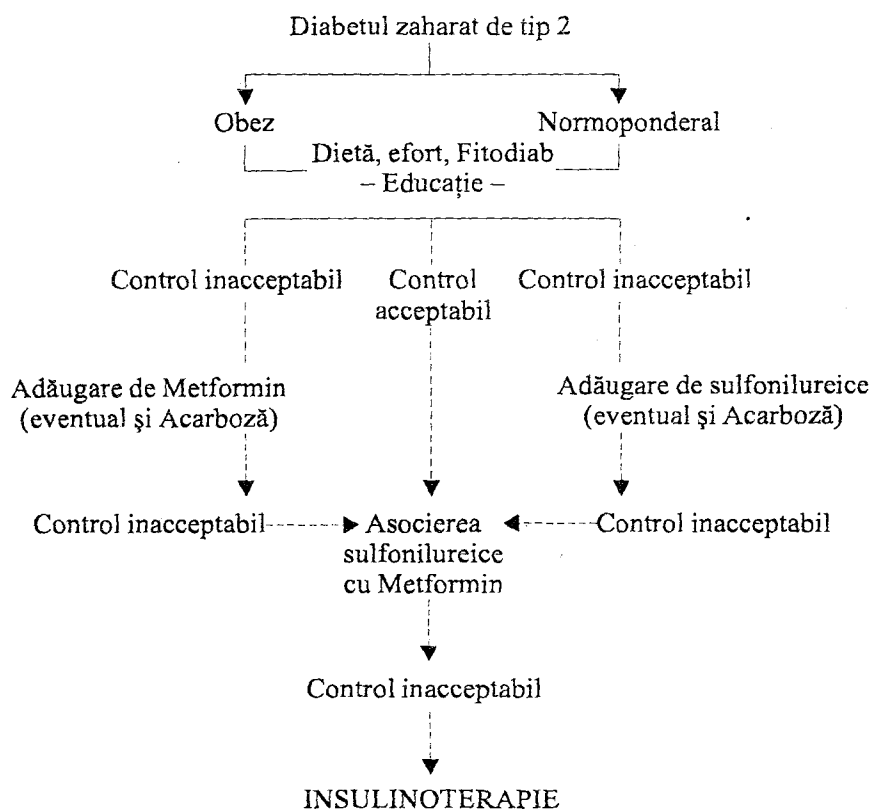 Diabetul zaharat de tip 2
Obez
Normoponderal
Dietă, efort, Fitodiab
– Educație –
Control inacceptabil
Control
acceptabil
Control inacceptabil
Adăugare de Metformin
(eventual şi Acarboză)
Adăugare de sulfonilureice
(eventual şi Acarboză)
Control inacceptabil
Asocierea
sulfonilureice
cu Metformin
Control inacceptabil
Control inacceptabil
INSULINOTERAPIE